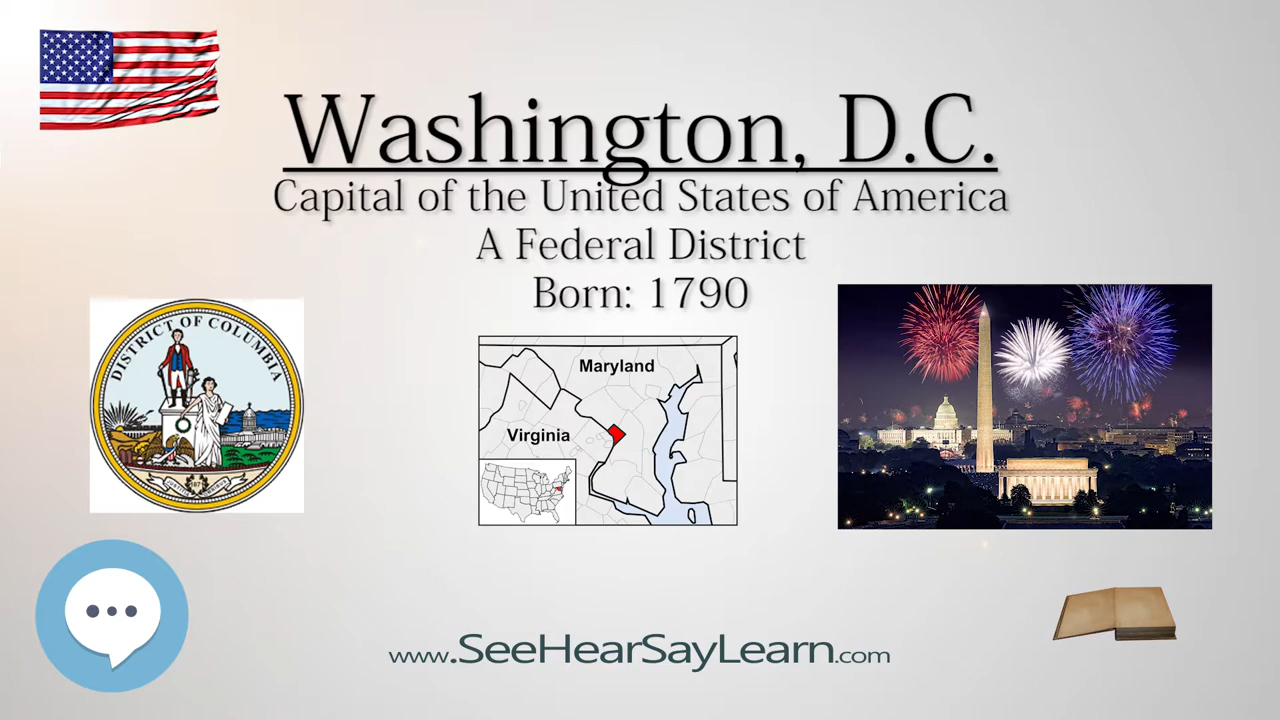 Washington, D.C.
Capital of the United States of America
A Federal District
Born: 1790
DISTRICT OF COLUMBIA
Maryland
Virginia
www.SeeHearSayLearn.com